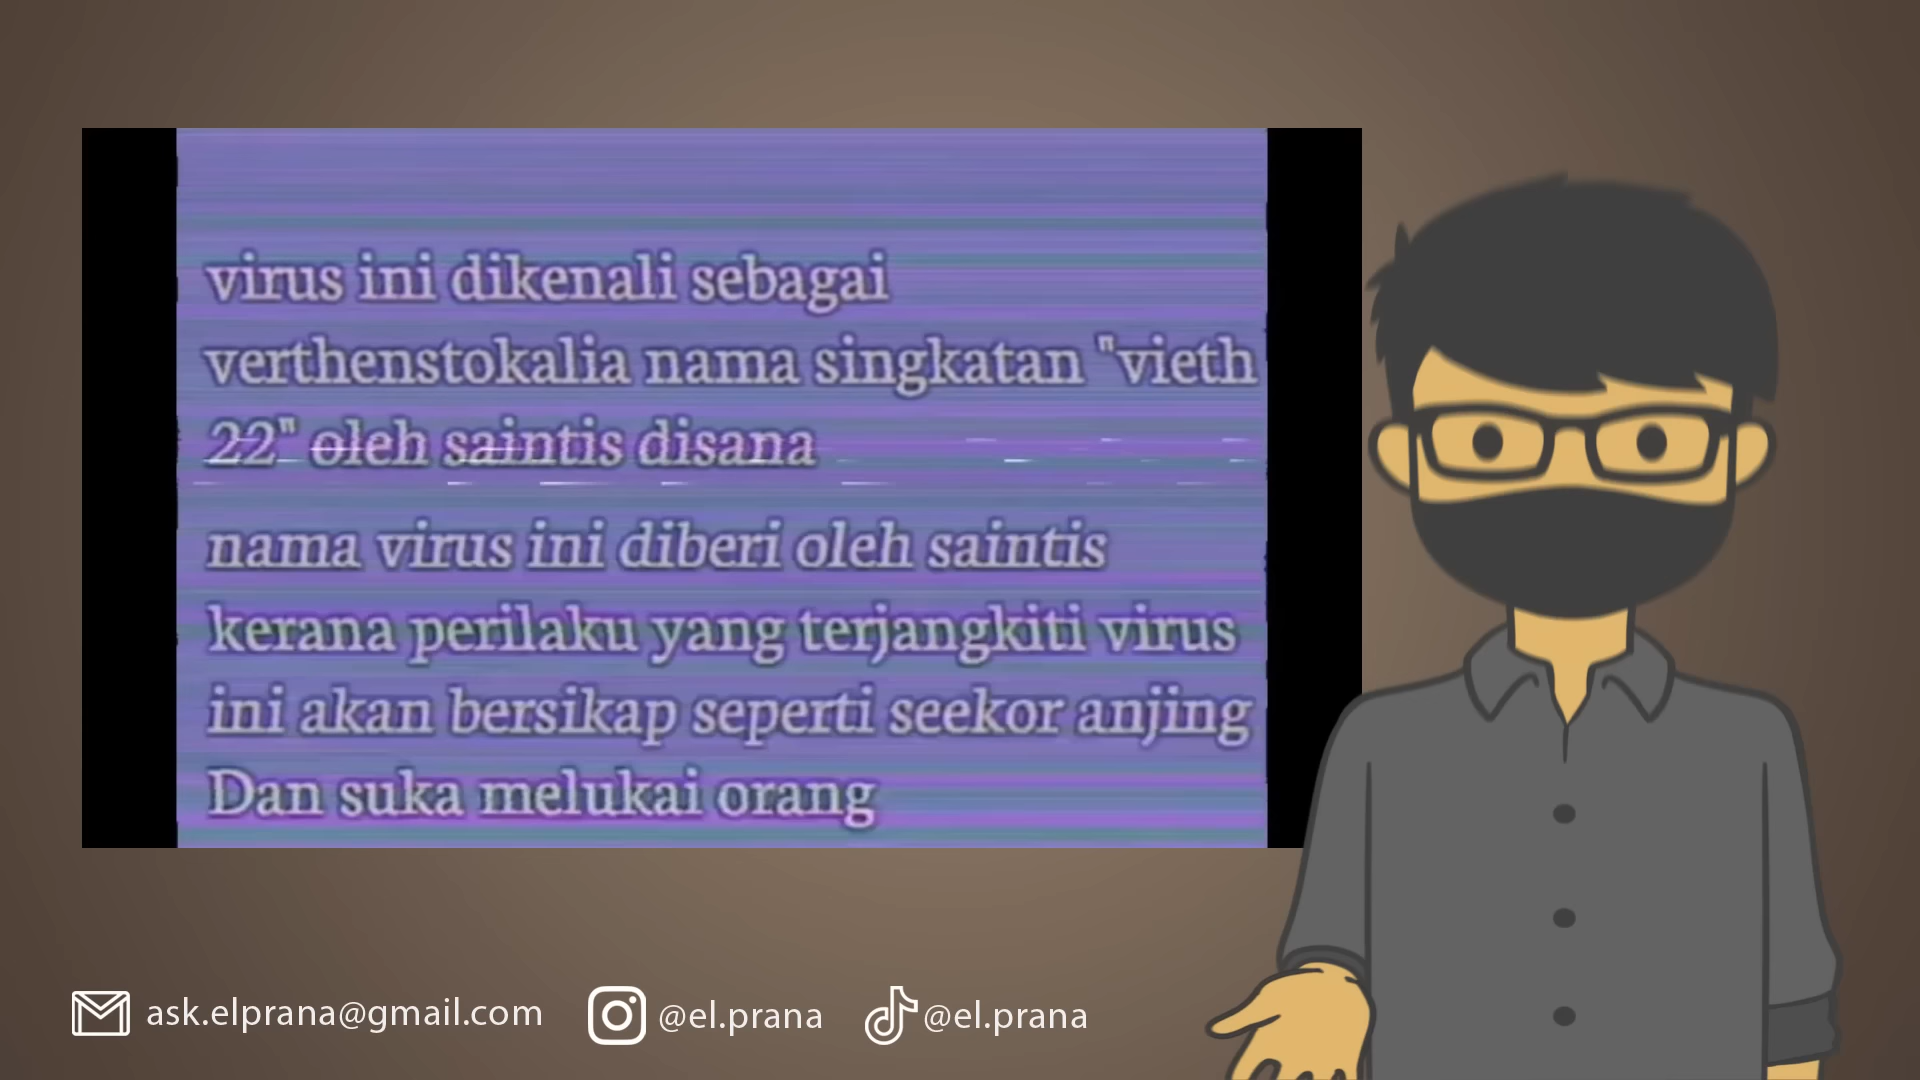 virus ini dikenali sebagai
verthenstokalia nama singkatan "vieth
22" oleh saintis disana
nama virus ini diberi oleh saintis
kerana perilaku yang terjangkiti virus
ini akan bersikap seperti seekor anjing
Dan suka melukai orang
ask.elprana@gmail.com @el.prana @el.prana